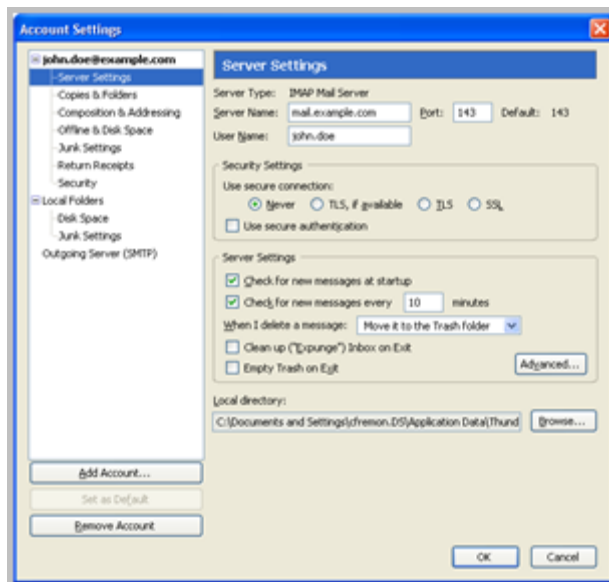 Account Settings
john.doe@example.com
Server Settings
Copies & Folders
Composition & Addressing
Offline & Disk Space
Junk Settings
Return Receipts
Security
Local Folders
Disk Space
Junk Settings
Outgoing Server (SMTP)
Add Account...
Set as Default
Remove Account
Server Settings
Server Type: IMAP Mail Server
Server Name: mail.example.com Port: 143 Default: 143
User Name: john.doe
Security Settings
Use secure connection:
Never TLS, if available TLS SSL
Use secure authentication
Server Settings
Check for new messages at startup
Check for new messages every 10 minutes
When I delete a message: Move it to the Trash folder
Clean up ("Expunge") Inbox on Exit
Empty Trash on Exit
Advanced...
Local directory:
C:\Documents and Settings\cfremon.DS\Application Data\Thund Browse...
OK Cancel